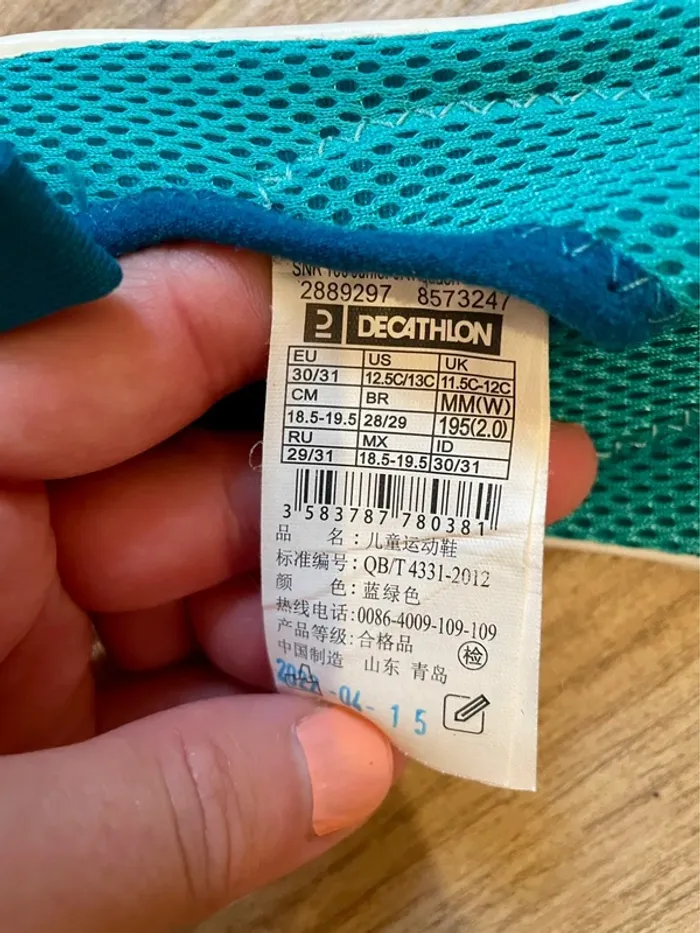 SNK 100
2889297 8573247
DECATHLON
EU US UK
30/31 12.5C/13C 11.5C-12C
CM BR MM(W)
18.5-19.5 28/29 195(2.0)
RU MX ID
29/31 18.5-19.5 30/31
3 583787 780381
品 名：儿童运动鞋
标准编号：QB/T 4331-2012
颜 色：蓝绿色
热线电话：0086-4009-109-109
产品等级：合格品
中国制造 山东 青岛
检
-04-15